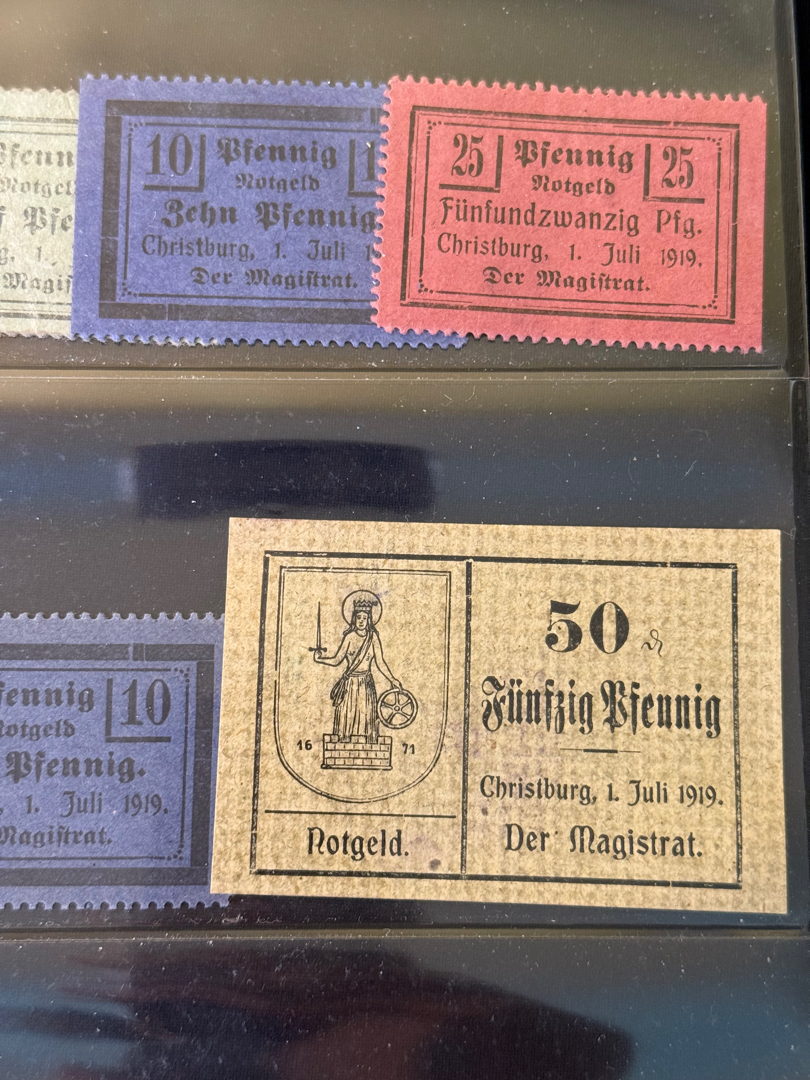 10 Pfennig
Notgeld
Zehn Pfennig
Christburg, 1. Juli
Der Magistrat.
25 Pfennig 25
Notgeld
Fünfundzwanzig Pfg.
Christburg, 1. Juli 1919.
Der Magistrat.
10
Pfennig.
1. Juli 1919.
Magistrat.
16 71
Notgeld.
50 ₰
Fünfzig Pfennig
Christburg, 1. Juli 1919.
Der Magistrat.